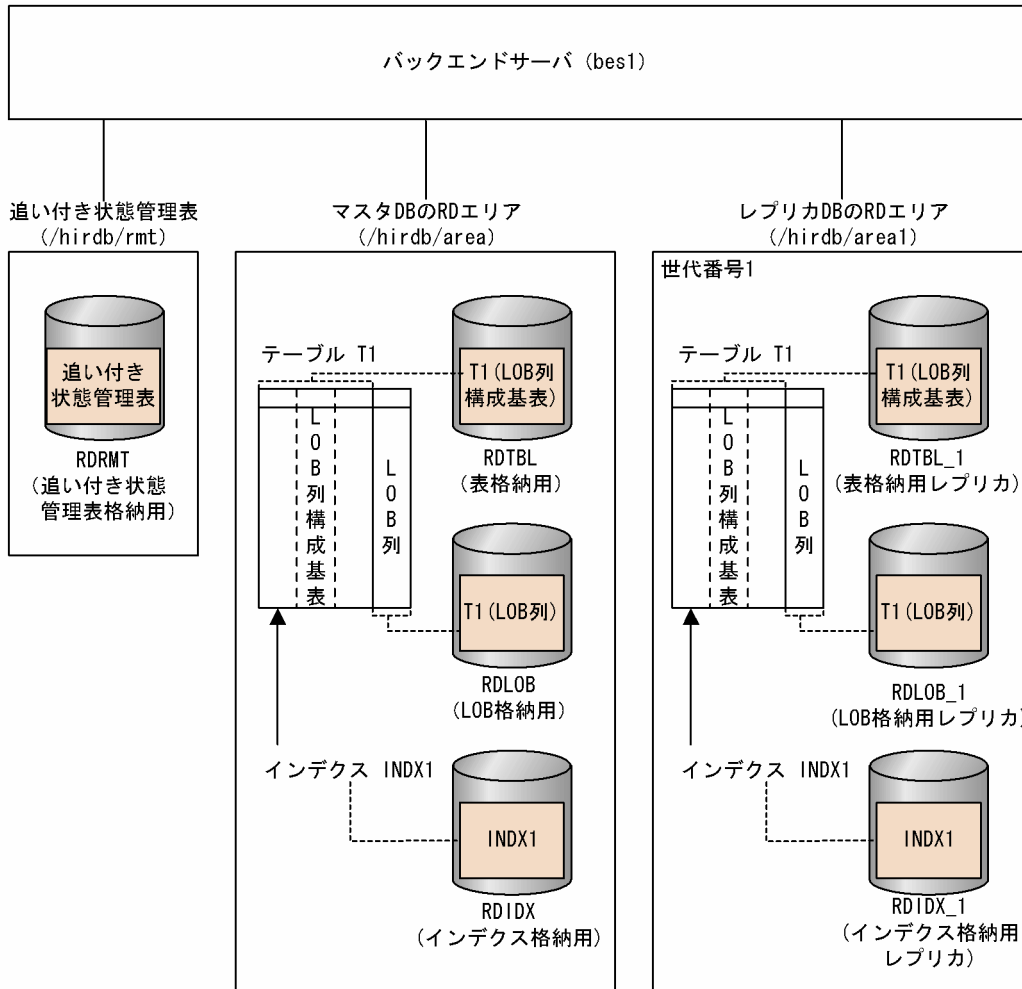 バックエンドサーバ (bes1)
追い付き状態管理表
(/hirdb/rmt)
追い付き
状態管理表
RDRMT
(追い付き状態
管理表格納用)
マスタDBのRDエリア
(/hirdb/area)
テーブル T1
LOB列構成基表
LOB列
T1(LOB列
構成基表)
RDTBL
(表格納用)
T1(LOB列)
RDLOB
(LOB格納用)
インデクス INDX1
INDX1
RDIDX
(インデクス格納用)
レプリカDBのRDエリア
(/hirdb/area1)
世代番号1
テーブル T1
LOB列構成基表
LOB列
T1(LOB列
構成基表)
RDTBL_1
(表格納用レプリカ)
T1(LOB列)
RDLOB_1
(LOB格納用レプリカ)
インデクス INDX1
INDX1
RDIDX_1
(インデクス格納用
レプリカ)